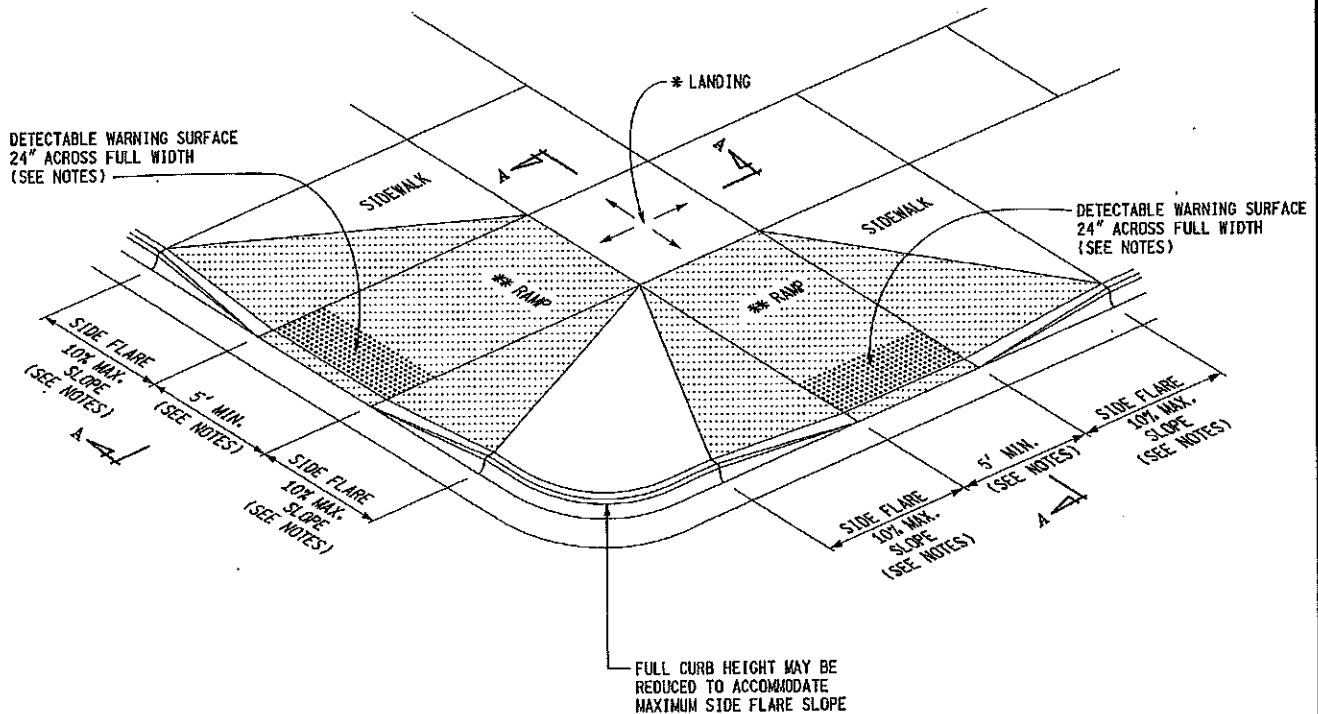 * LANDING
DETECTABLE WARNING SURFACE
24" ACROSS FULL WIDTH
(SEE NOTES)
A
A
SIDEWALK
SIDEWALK
DETECTABLE WARNING SURFACE
24" ACROSS FULL WIDTH
(SEE NOTES)
** RAMP
** RAMP
SIDE FLARE
10% MAX.
SLOPE
(SEE NOTES)
5' MIN.
(SEE NOTES)
SIDE FLARE
10% MAX.
SLOPE
(SEE NOTES)
A
SIDE FLARE
10% MAX.
SLOPE
(SEE NOTES)
5' MIN.
(SEE NOTES)
SIDE FLARE
10% MAX.
SLOPE
(SEE NOTES)
A
FULL CURB HEIGHT MAY BE
REDUCED TO ACCOMMODATE
MAXIMUM SIDE FLARE SLOPE